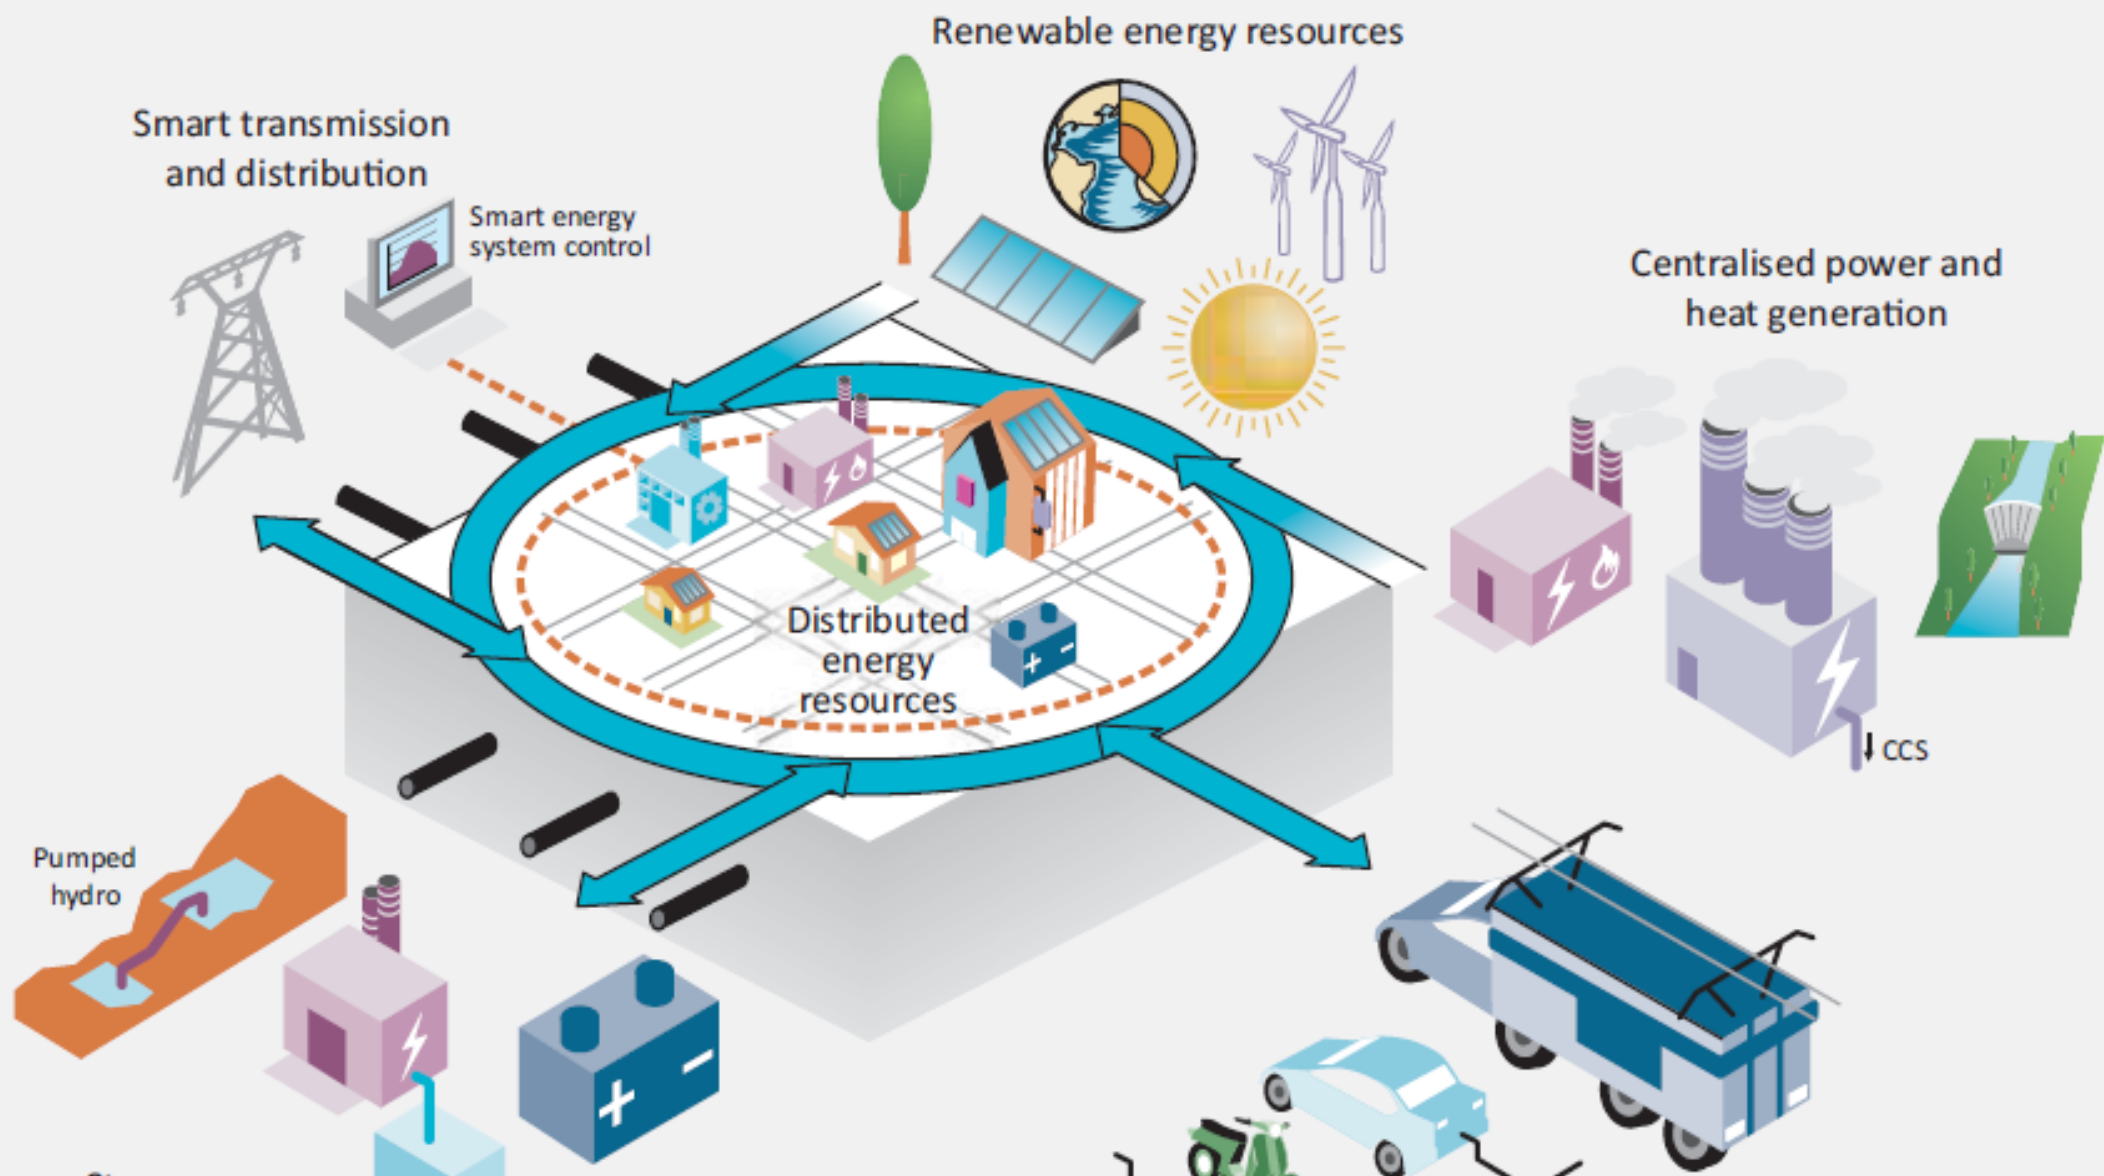 Renewable energy resources
Smart transmission
and distribution
Smart energy
system control
Centralised power and
heat generation
Distributed
energy
resources
+ -
CCS
Pumped
hydro
+ -